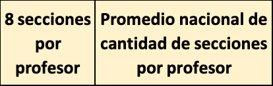 8 secciones
por
profesor
Promedio nacional de
cantidad de secciones
por profesor